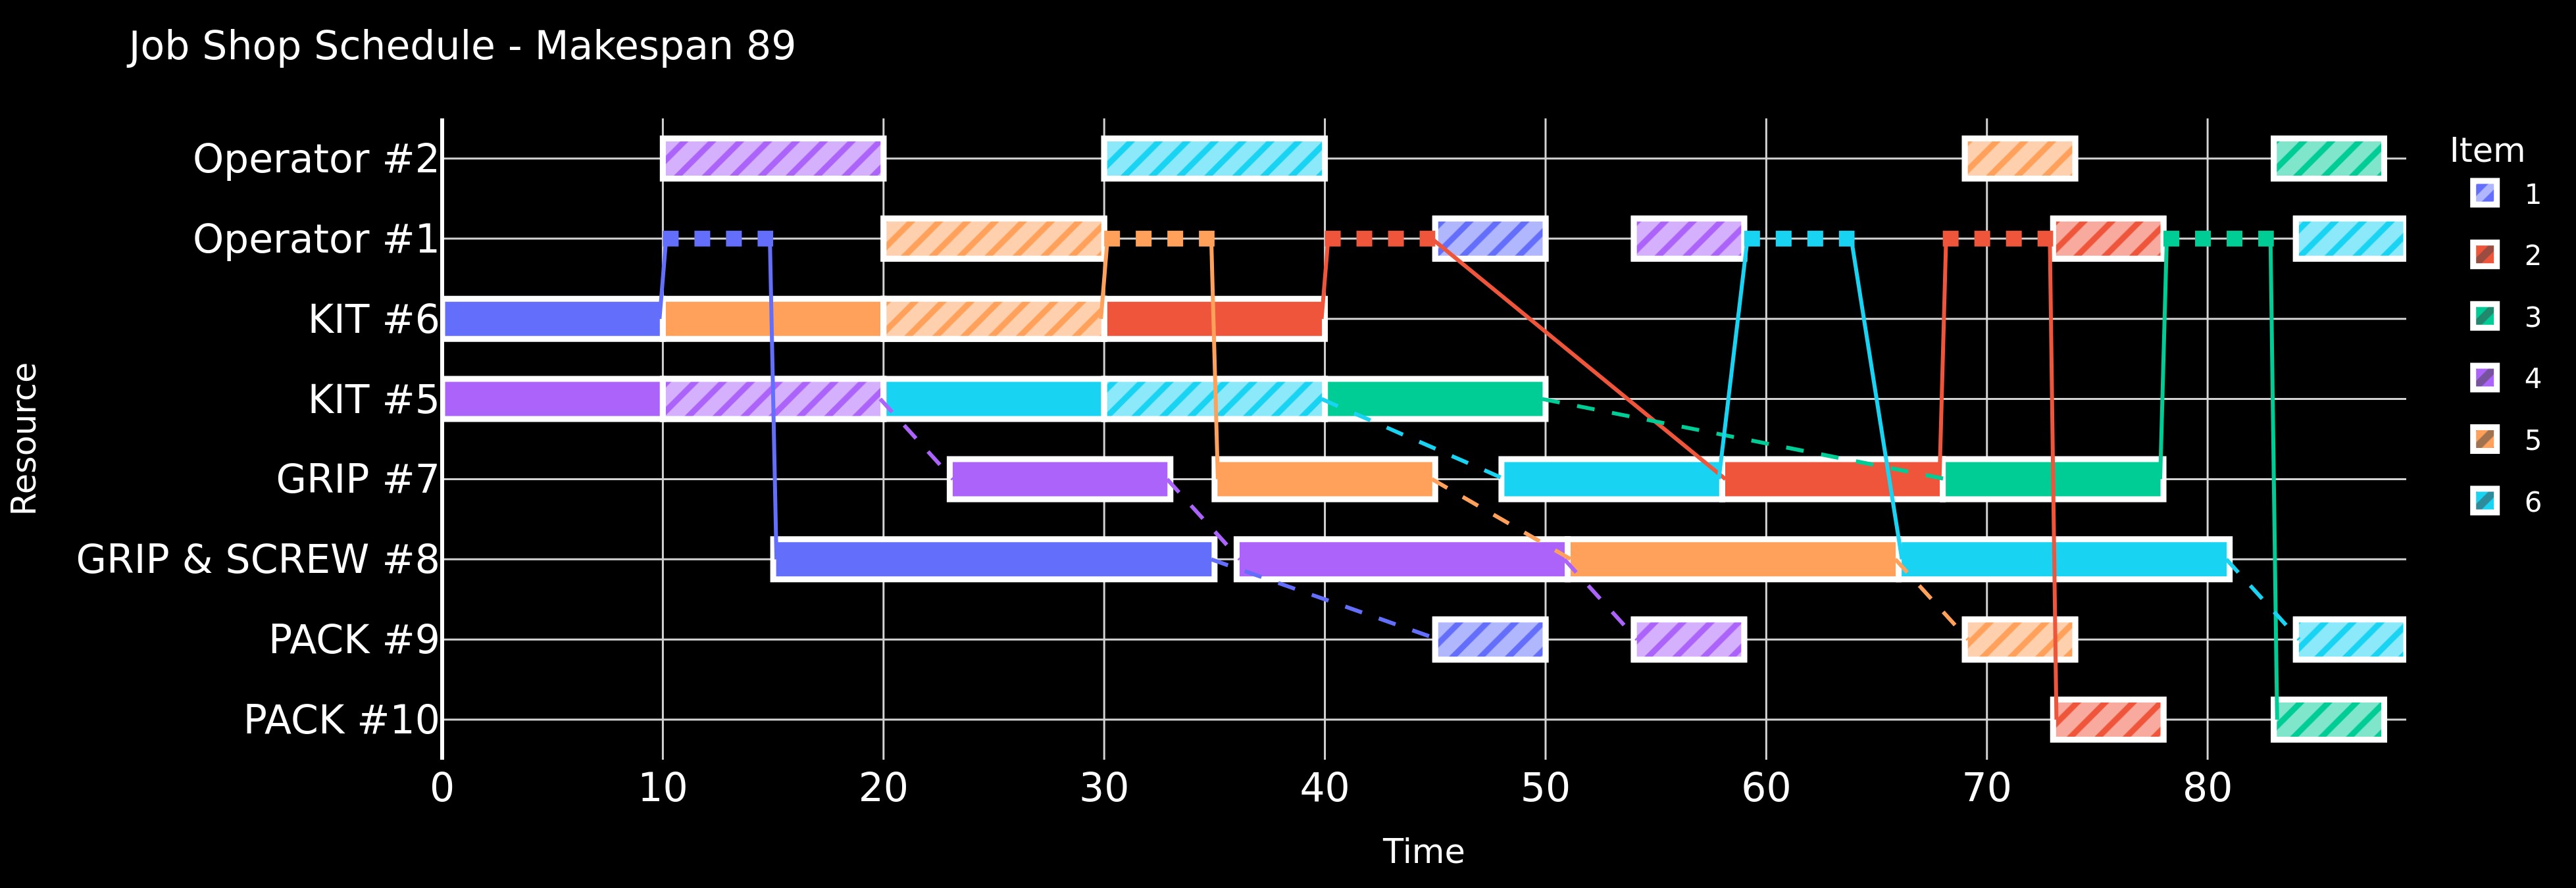 Job Shop Schedule - Makespan 89
Operator #2
Operator #1
KIT #6
KIT #5
GRIP #7
GRIP & SCREW #8
PACK #9
PACK #10
Resource
0 10 20 30 40 50 60 70 80
Time
Item
1
2
3
4
5
6